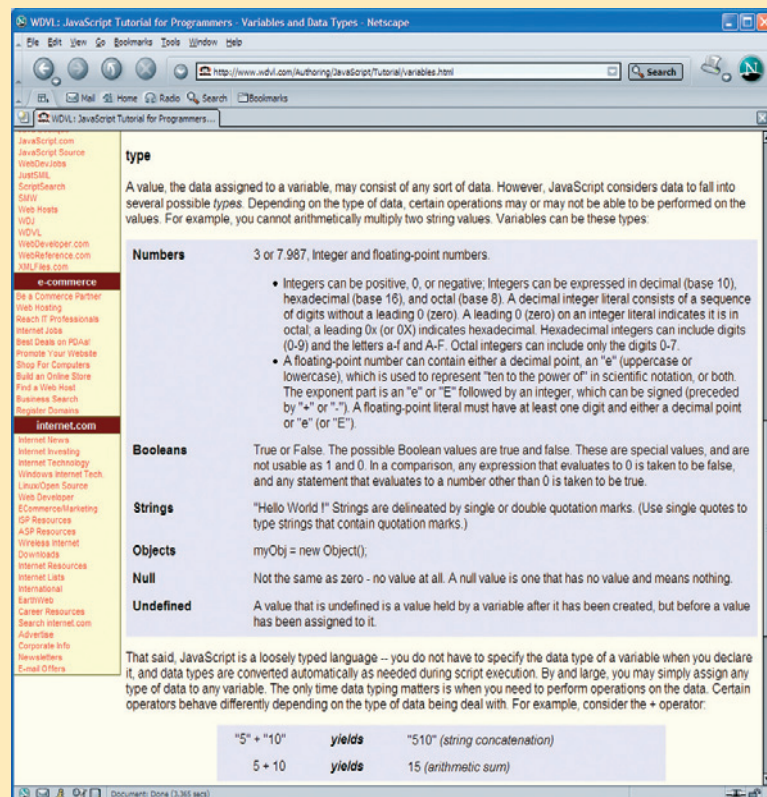 WDVL: JavaScript Tutorial for Programmers - Variables and Data Types - Netscape
File Edit View Go Bookmarks Tools Window Help
http://www.wdvl.com/Authoring/JavaScript/Tutorial/variables.html
Search
Mail Home Radio Search Bookmarks
WDVL: JavaScript Tutorial for Programmers...
JavaScript.com
JavaScript Source
WebDevJobs
JustSMIL
ScriptSearch
SMW
Web Hosts
WDJ
WDVL
WebDeveloper.com
WebReference.com
XMLFiles.com
e-commerce
Be a Commerce Partner
Web Hosting
Reach IT Professionals
Internet Jobs
Best Deals on PDAs!
Promote Your Website
Shop For Computers
Build an Online Store
Find a Web Host
Business Search
Register Domains
internet.com
Internet News
Internet Investing
Internet Technology
Windows Internet Tech.
Linux/Open Source
Web Developer
ECommerce/Marketing
ISP Resources
ASP Resources
Wireless Internet
Downloads
Internet Resources
Internet Lists
International
EarthWeb
Career Resources
Search internet.com
Advertise
Corporate Info
Newsletters
E-mail Offers
type
A value, the data assigned to a variable, may consist of any sort of data. However, JavaScript considers data to fall into
several possible types. Depending on the type of data, certain operations may or may not be able to be performed on the
values. For example, you cannot arithmetically multiply two string values. Variables can be these types:
Numbers 3 or 7.987, Integer and floating-point numbers.
• Integers can be positive, 0, or negative; Integers can be expressed in decimal (base 10),
hexadecimal (base 16), and octal (base 8). A decimal integer literal consists of a sequence
of digits without a leading 0 (zero). A leading 0 (zero) on an integer literal indicates it is in
octal; a leading 0x (or 0X) indicates hexadecimal. Hexadecimal integers can include digits
(0-9) and the letters a-f and A-F. Octal integers can include only the digits 0-7.
• A floating-point number can contain either a decimal point, an "e" (uppercase or
lowercase), which is used to represent "ten to the power of" in scientific notation, or both.
The exponent part is an "e" or "E" followed by an integer, which can be signed (preceded
by "+" or "-"). A floating-point literal must have at least one digit and either a decimal point
or "e" (or "E").
Booleans True or False. The possible Boolean values are true and false. These are special values, and are
not usable as 1 and 0. In a comparison, any expression that evaluates to 0 is taken to be false,
and any statement that evaluates to a number other than 0 is taken to be true.
Strings "Hello World !" Strings are delineated by single or double quotation marks. (Use single quotes to
type strings that contain quotation marks.)
Objects myObj = new Object();
Null Not the same as zero - no value at all. A null value is one that has no value and means nothing.
Undefined A value that is undefined is a value held by a variable after it has been created, but before a value
has been assigned to it.
That said, JavaScript is a loosely typed language -- you do not have to specify the data type of a variable when you declare
it, and data types are converted automatically as needed during script execution. By and large, you may simply assign any
type of data to any variable. The only time data typing matters is when you need to perform operations on the data. Certain
operators behave differently depending on the type of data being deal with. For example, consider the + operator:
"5" + "10" yields "510" (string concatenation)
5 + 10 yields 15 (arithmetic sum)
Document: Done (3.365 secs)